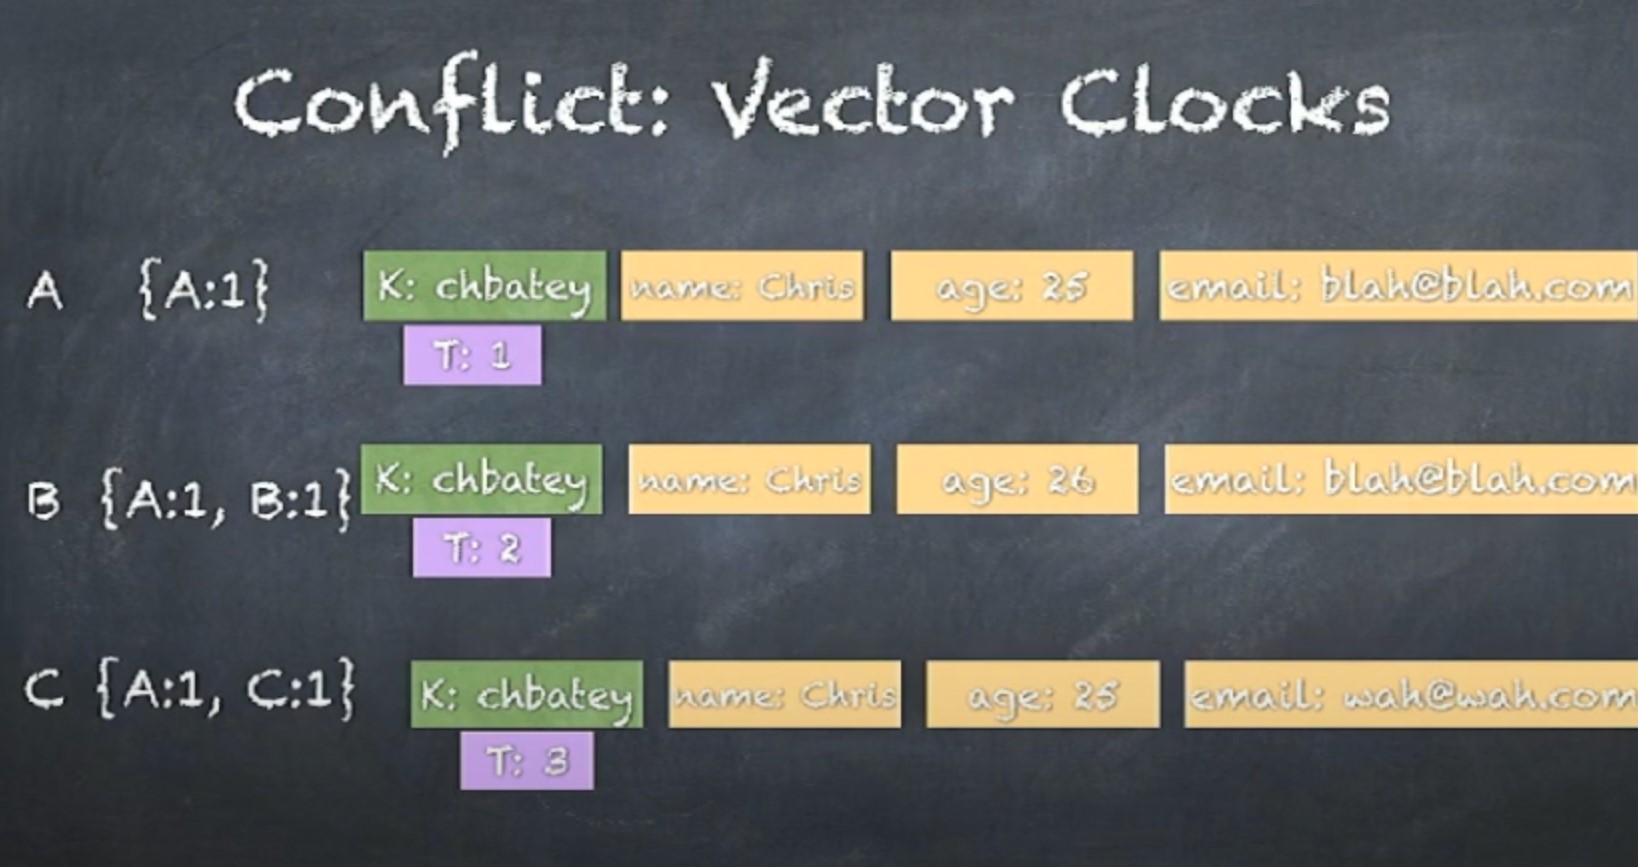 Conflict: Vector Clocks
A {A:1} K: chbatey name: Chris age: 25 email: blah@blah.com
T: 1
B {A:1, B:1} K: chbatey name: Chris age: 26 email: blah@blah.com
T: 2
C {A:1, C:1} K: chbatey name: Chris age: 25 email: wah@wah.com
T: 3